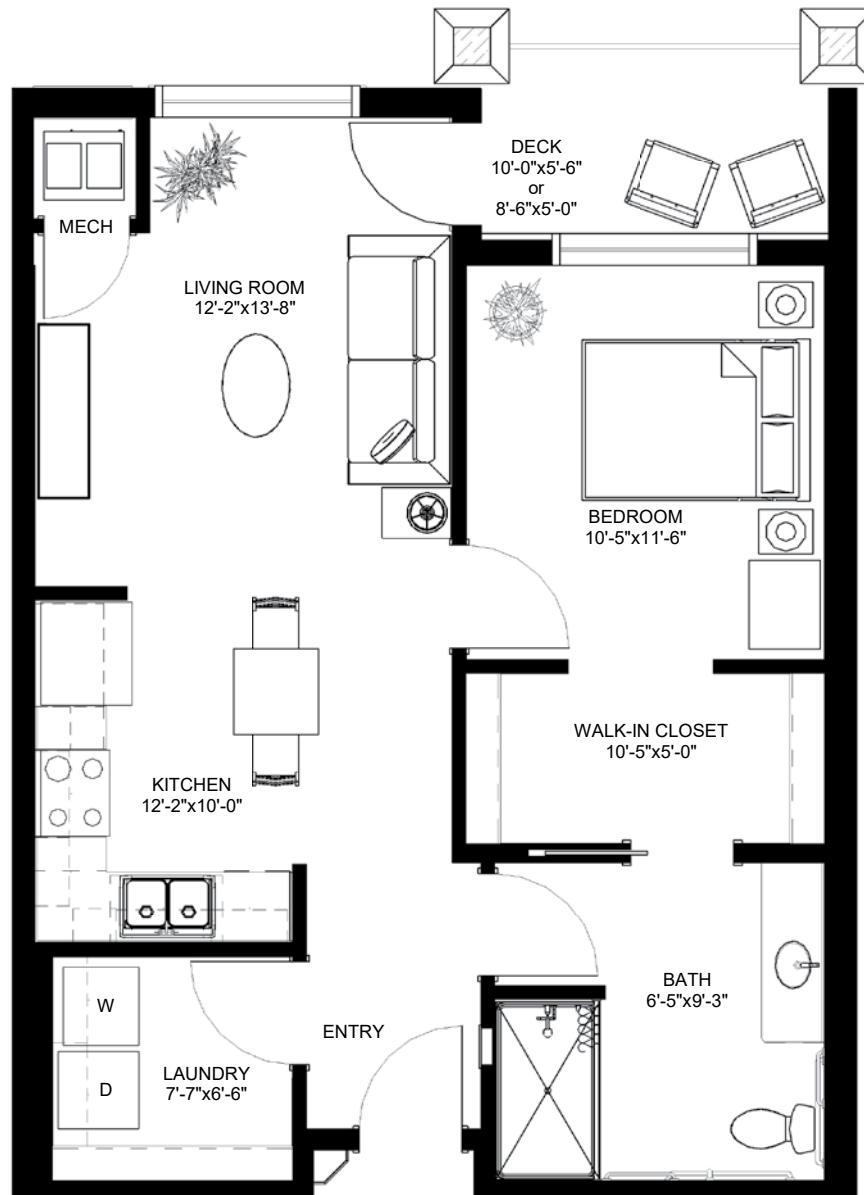 DECK
10'-0"x5'-6"
or
8'-6"x5'-0"
MECH
LIVING ROOM
12'-2"x13'-8"
BEDROOM
10'-5"x11'-6"
WALK-IN CLOSET
10'-5"x5'-0"
KITCHEN
12'-2"x10'-0"
BATH
6'-5"x9'-3"
W
ENTRY
LAUNDRY
7'-7"x6'-6"
D